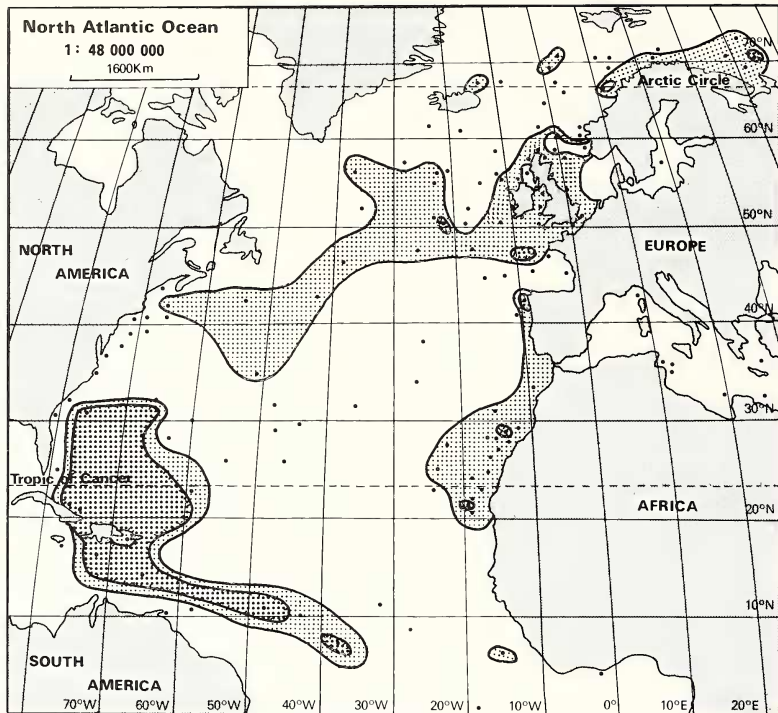 North Atlantic Ocean
1: 48 000 000
1600Km
70°N
Arctic Circle
60°N
50°N
NORTH
AMERICA
EUROPE
40°N
30°N
Tropic of Cancer
AFRICA
20°N
10°N
SOUTH
AMERICA
70°W
60°W
50°W
40°W
30°W
20°W
10°W
0°
10°E
20°E